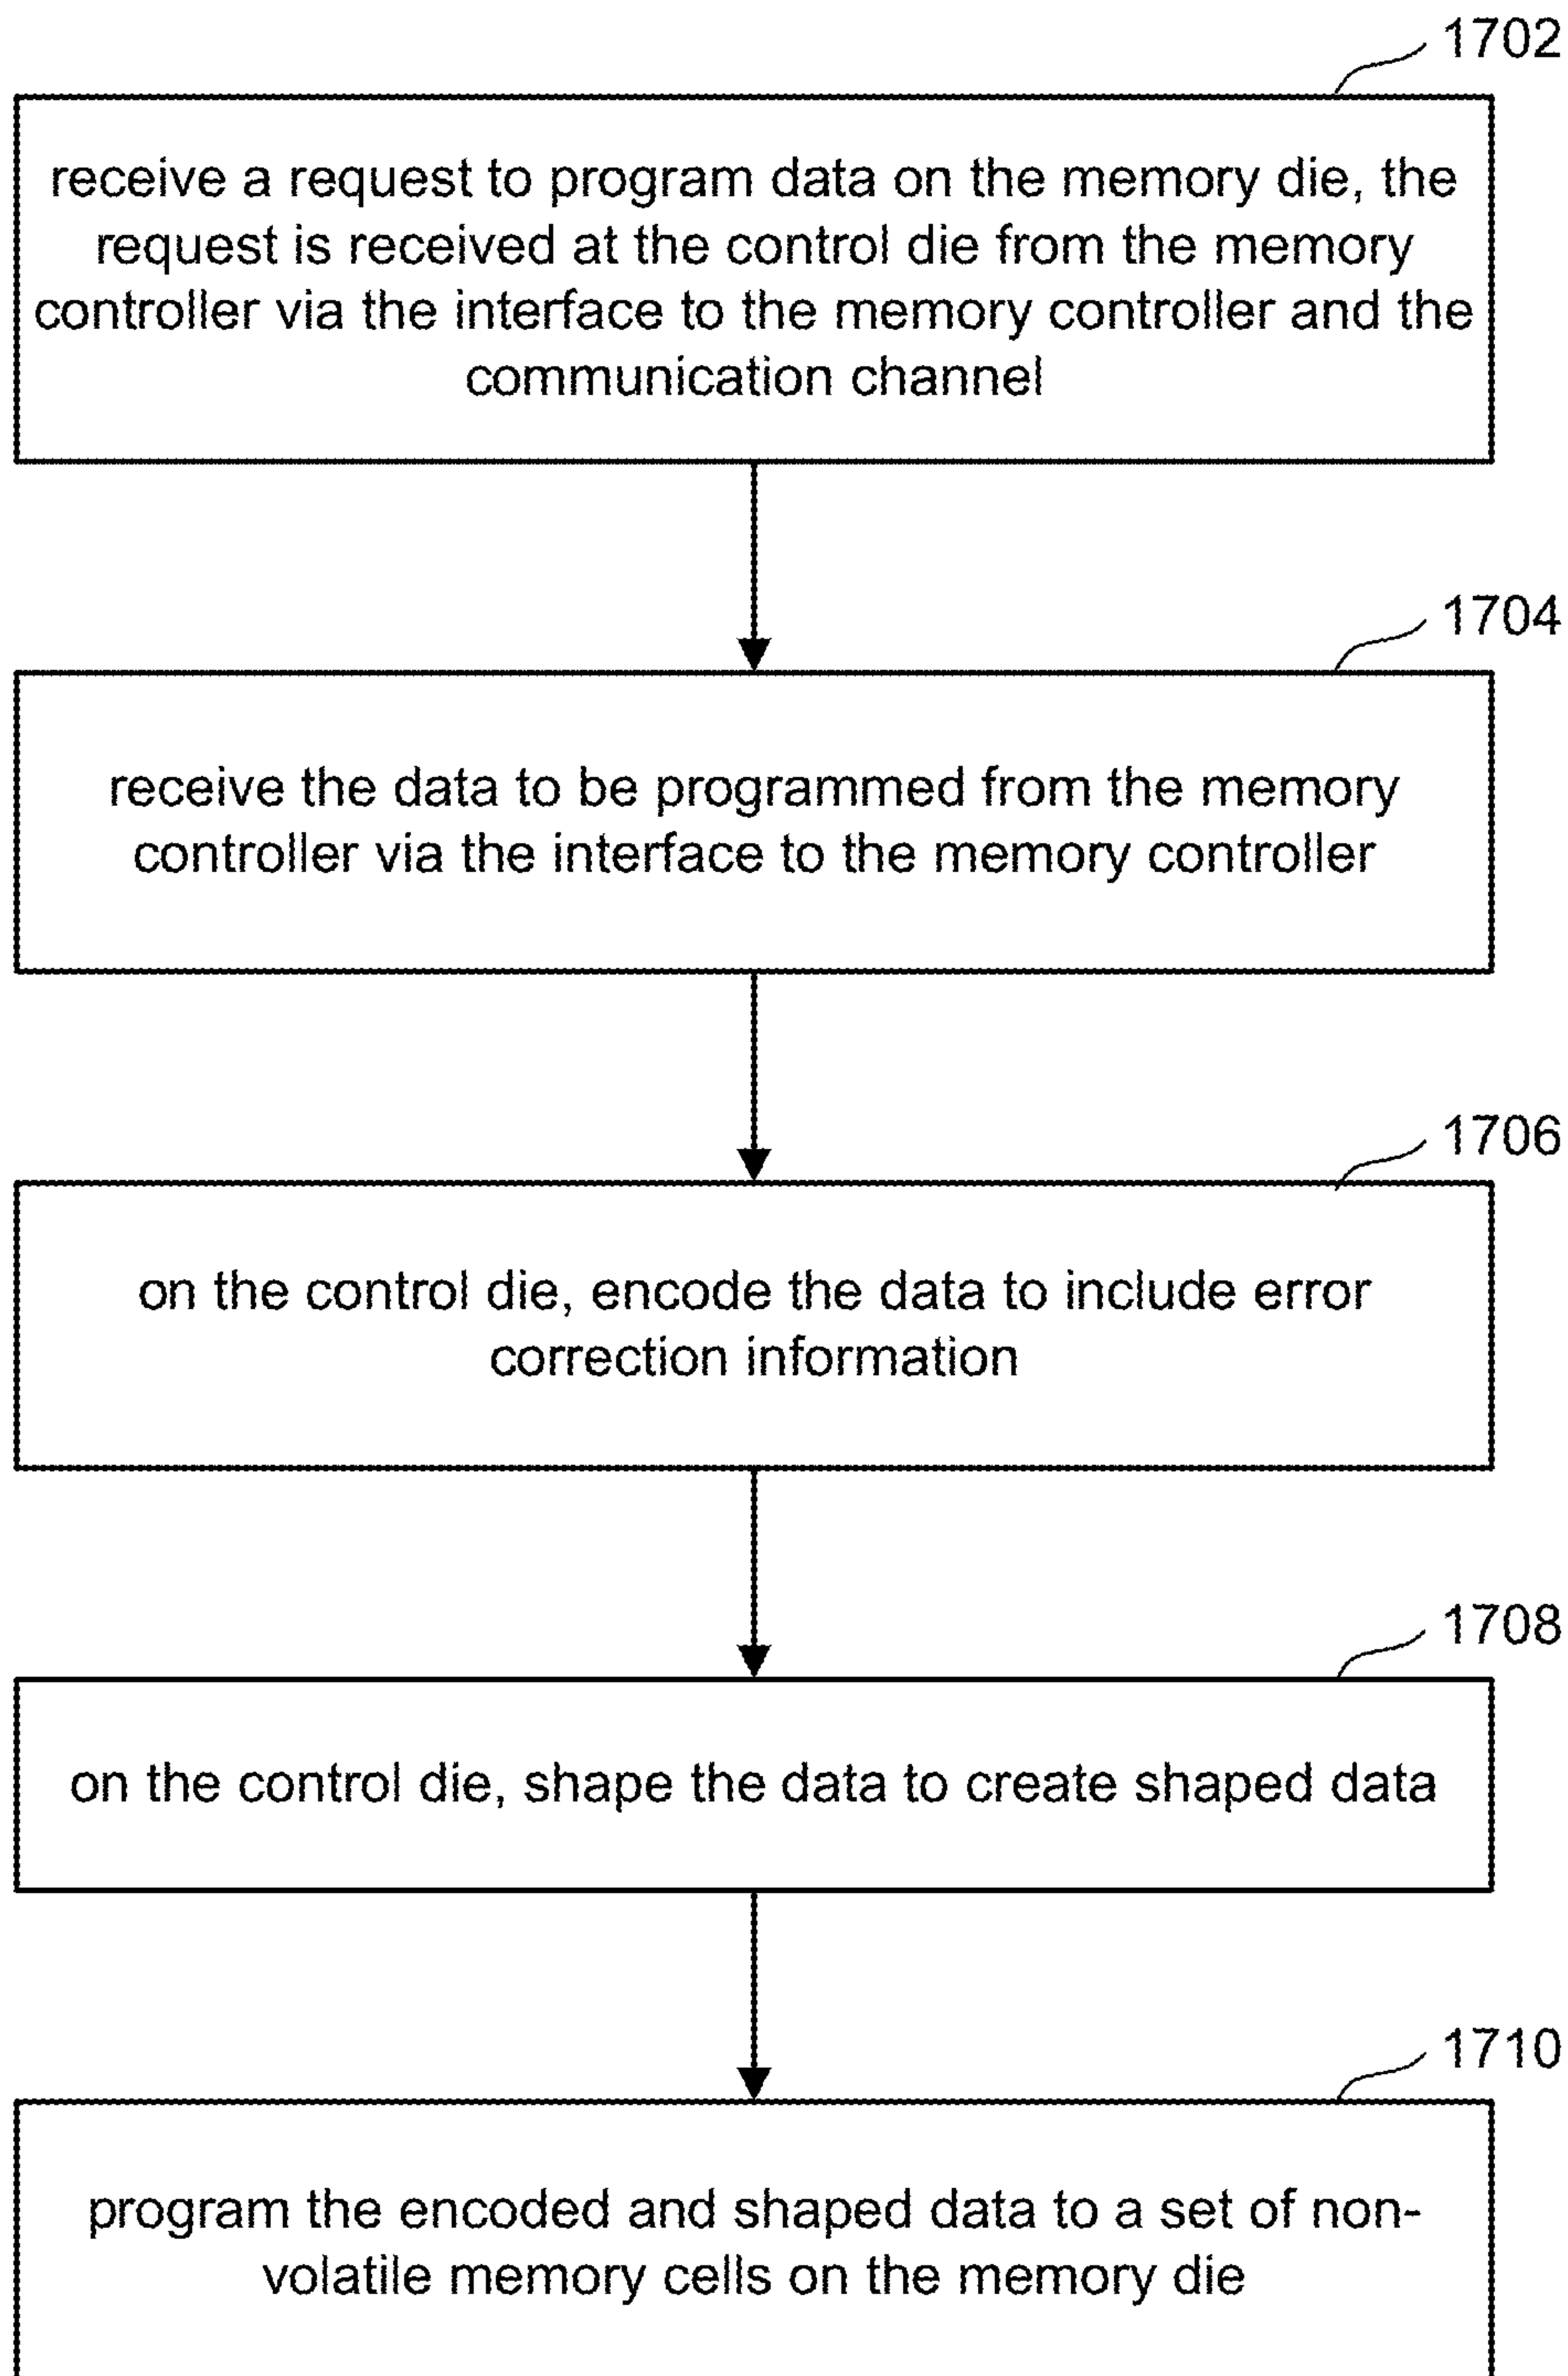 1702
receive a request to program data on the memory die, the
request is received at the control die from the memory
controller via the interface to the memory controller and the
communication channel
1704
receive the data to be programmed from the memory
controller via the interface to the memory controller
1706
on the control die, encode the data to include error
correction information
1708
on the control die, shape the data to create shaped data
1710
program the encoded and shaped data to a set of non-
volatile memory cells on the memory die